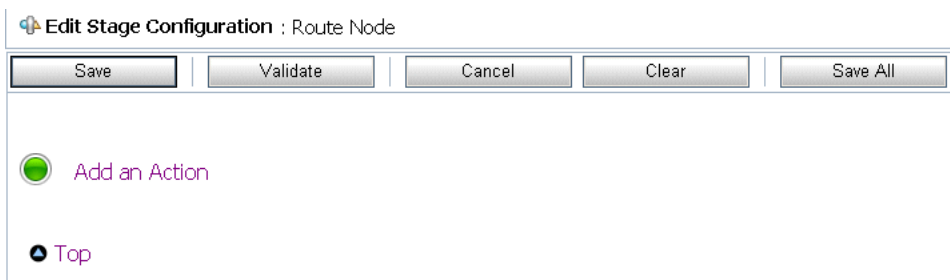 Edit Stage Configuration : Route Node
Save Validate Cancel Clear Save All
Add an Action
Top